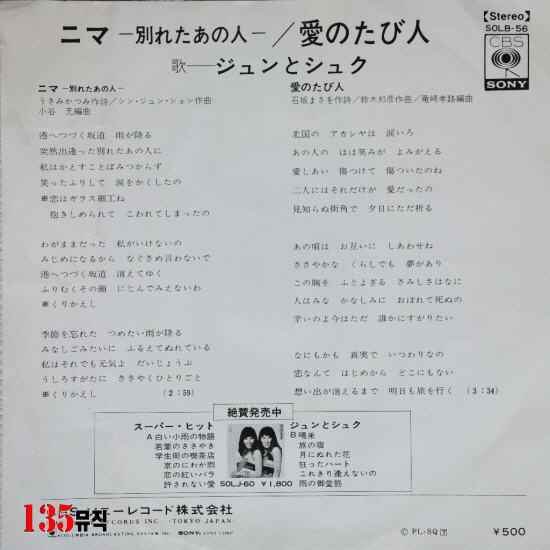 【Stereo】
SOLB-56
CBS
SONY
ニマ ー別れたあの人ー／愛のたび人
歌──ジュンとシュク
ニマ ー別れたあの人ー
うさみかつみ作詩／シン・ジュン・ション作曲
小谷 充編曲
港へつづく坂道 雨が降る
突然出逢った別れたあの人に
私はかえすことばみつからず
笑ったふりして 涙をかくしたの
※恋はガラス細工ね
抱きしめられて こわれてしまったの
わがままだった 私がいけないの
みじめになるから なぐさめ言わないで
港へつづく坂道 消えてゆく
ふりむくその顔 にじんでみえないわ
※くりかえし
季節を忘れた つめたい雨が降る
みなしごみたいに ふるえてぬれている
私はそれでも元気よ だいじょうぶ
うしろすがたに ささやくひとりごと
※くりかえし (2:59)
愛のたび人
石坂まさを作詩／鈴木邦彦作曲／竜崎孝路編曲
北国の アカシヤは 涙いろ
あの人の ほほ笑みが よみがえる
愛しあい 傷つけて 傷ついたのね
二人にはそれだけが 愛だったの
見知らぬ街角で 夕日にただ祈る
あの頃は お互いに しあわせね
ささやかな くらしでも 夢があり
この胸を ふとよぎる さみしさはなに
人はみな かなしみに おぼれて死ぬの
辛いのよ今はただ 誰かにすがりたい
なにもかも 真実で いつわりなの
恋なんて はじめから どこにもない
想い出が消えるまで 明日も旅を行く (3:34)
絶賛発売中
スーパー・ヒット
A白い小雨の物語
若葉のささやき
学生街の喫茶店
京のにわか雨
恋の紅いバラ
許されない愛
SOLJ-60 ¥1,800
ジュンとシュク
B喝采
旅の宿
月にぬれた花
狂ったハート
これきり逢えないの
雨の御堂筋
135뮤직
ーレコード株式会社
RECORDS INC. ・TOKYO JAPAN・
COLUMBIA BROADCASTING SYSTEM INC. SONY: SONY CORP
Ⓟ PL・SQ T
¥500